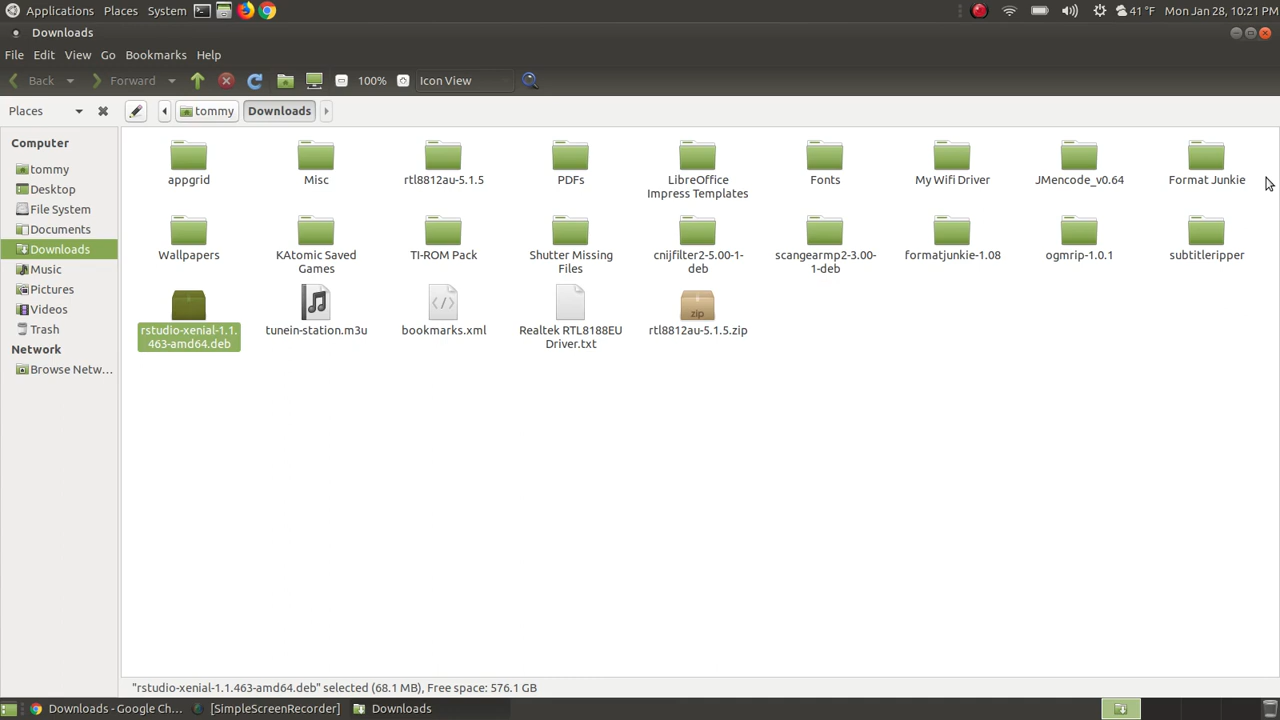 Applications Places System 41 °F Mon Jan 28, 10:21 PM
Downloads
File Edit View Go Bookmarks Help
Back Forward 100% Icon View
Places tommy Downloads
Computer
tommy
Desktop
File System
Documents
Downloads
Music
Pictures
Videos
Trash
Network
Browse Netw...
appgrid
Misc
rtl8812au-5.1.5
PDFs
LibreOffice
Impress Templates
Fonts
My Wifi Driver
JMencode_v0.64
Format Junkie
Wallpapers
KAtomic Saved
Games
TI-ROM Pack
Shutter Missing
Files
cnijfilter2-5.00-1-
deb
scangearmp2-3.00-
1-deb
formatjunkie-1.08
ogmrip-1.0.1
subtitleripper
rstudio-xenial-1.1.
463-amd64.deb
tunein-station.m3u
bookmarks.xml
Realtek RTL8188EU
Driver.txt
zip
rtl8812au-5.1.5.zip
"rstudio-xenial-1.1.463-amd64.deb" selected (68.1 MB), Free space: 576.1 GB
Downloads - Google Ch... [SimpleScreenRecorder] Downloads